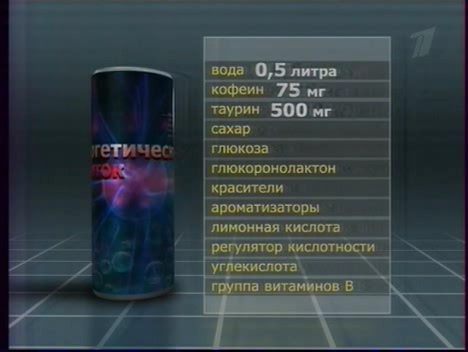 вода 0,5 литра
кофеин 75 мг
таурин 500 мг
сахар
глюкоза
глюкоронолактон
красители
ароматизаторы
лимонная кислота
регулятор кислотности
углекислота
группа витаминов В